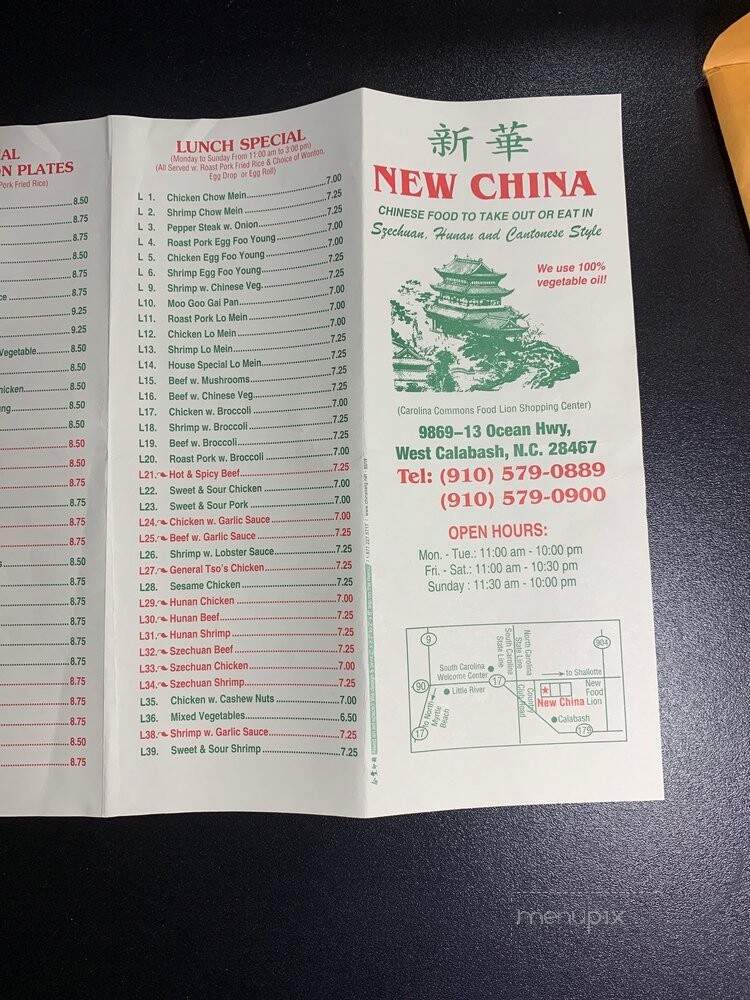 AL
ON PLATES
Pork Fried Rice)
8.50
8.75
8.75
8.50
8.75
ce 8.75
9.25
9.25
Vegetable 8.50
8.50
hicken 8.50
ng 8.50
8.50
8.50
8.50
8.75
8.75
8.75
8.75
s 8.50
8.75
8.75
8.75
8.75
8.75
8.75
8.75
8.75
8.50
8.75
LUNCH SPECIAL
(Monday to Sunday From 11:00 am to 3:00 pm)
(All Served w. Roast Pork Fried Rice & Choice of Wonton,
Egg Drop or Egg Roll)
L 1. Chicken Chow Mein 7.00
L 2. Shrimp Chow Mein 7.25
L 3. Pepper Steak w. Onion 7.25
L 4. Roast Pork Egg Foo Young 7.00
L 5. Chicken Egg Foo Young 7.00
L 6. Shrimp Egg Foo Young 7.25
L 9. Shrimp w. Chinese Veg. 7.25
L10. Moo Goo Gai Pan 7.00
L11. Roast Pork Lo Mein 7.00
L12. Chicken Lo Mein 7.00
L13. Shrimp Lo Mein 7.25
L14. House Special Lo Mein 7.25
L15. Beef w. Mushrooms 7.25
L16. Beef w. Chinese Veg 7.25
L17. Chicken w. Broccoli 7.00
L18. Shrimp w. Broccoli 7.25
L19. Beef w. Broccoli 7.25
L20. Roast Pork w. Broccoli 7.00
L21. Hot & Spicy Beef 7.25
L22. Sweet & Sour Chicken 7.00
L23. Sweet & Sour Pork 7.00
L24. Chicken w. Garlic Sauce 7.00
L25. Beef w. Garlic Sauce 7.25
L26. Shrimp w. Lobster Sauce 7.25
L27. General Tso's Chicken 7.25
L28. Sesame Chicken 7.25
L29. Hunan Chicken 7.00
L30. Hunan Beef 7.25
L31. Hunan Shrimp 7.25
L32. Szechuan Beef 7.25
L33. Szechuan Chicken 7.00
L34. Szechuan Shrimp 7.25
L35. Chicken w. Cashew Nuts 7.00
L36. Mixed Vegetables 6.50
L38. Shrimp w. Garlic Sauce 7.25
L39. Sweet & Sour Shrimp 7.25
新 華
NEW CHINA
CHINESE FOOD TO TAKE OUT OR EAT IN
Szechuan, Hunan and Cantonese Style
We use 100%
vegetable oil!
(Carolina Commons Food Lion Shopping Center)
9869-13 Ocean Hwy,
West Calabash, N.C. 28467
Tel: (910) 579-0889
(910) 579-0900
OPEN HOURS:
Mon. - Tue.: 11:00 am - 10:00 pm
Fri. - Sat.: 11:00 am - 10:30 pm
Sunday : 11:30 am - 10:00 pm
9
South Carolina
State Line
North Carolina
State Line
904
South Carolina
Welcome Center
to Shallotte
90
Little River
17
New
Food
Lion
New China
to North
Myrtle
Beach
Calabash
17
179
menupix